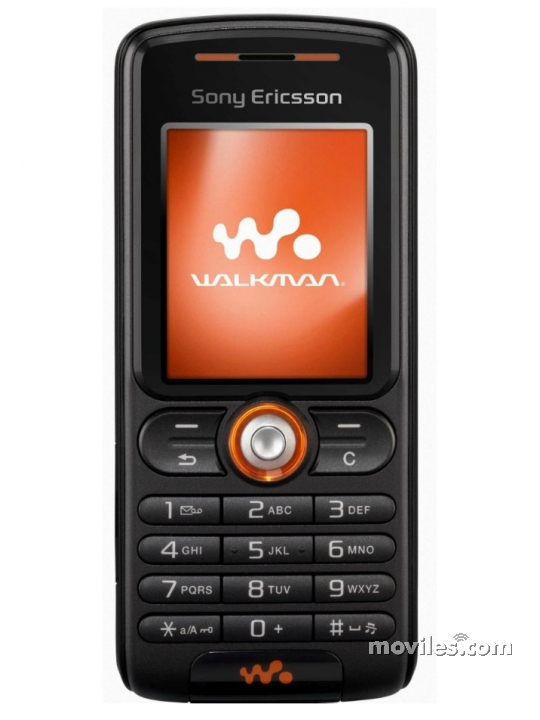 Sony Ericsson
WALKMAN®
C
1 2 ABC 3 DEF
4 GHI 5 JKL 6 MNO
7 PQRS 8 TUV 9 WXYZ
* a/A 0 + #
moviles.com